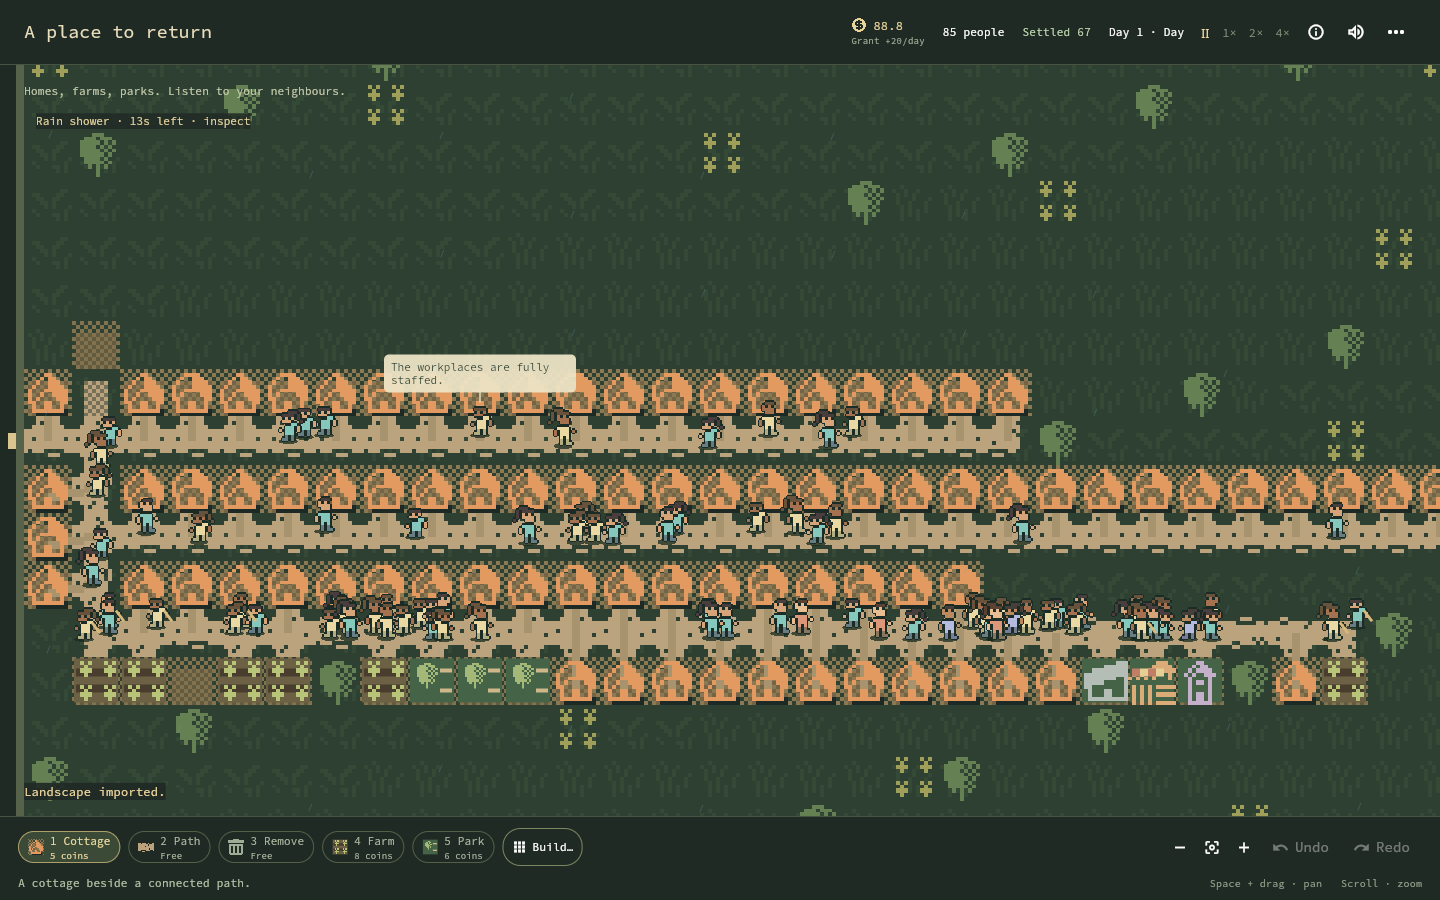 A place to return
88.8
Grant +20/day
85 people
Settled 67
Day 1 · Day
1×
2×
4×
Homes, farms, parks. Listen to your neighbours.
Rain shower · 13s left · inspect
The workplaces are fully
staffed.
Landscape imported.
1 Cottage
5 coins
2 Path
Free
3 Remove
Free
4 Farm
8 coins
5 Park
6 coins
Build…
Undo
Redo
A cottage beside a connected path.
Space + drag · pan
Scroll · zoom